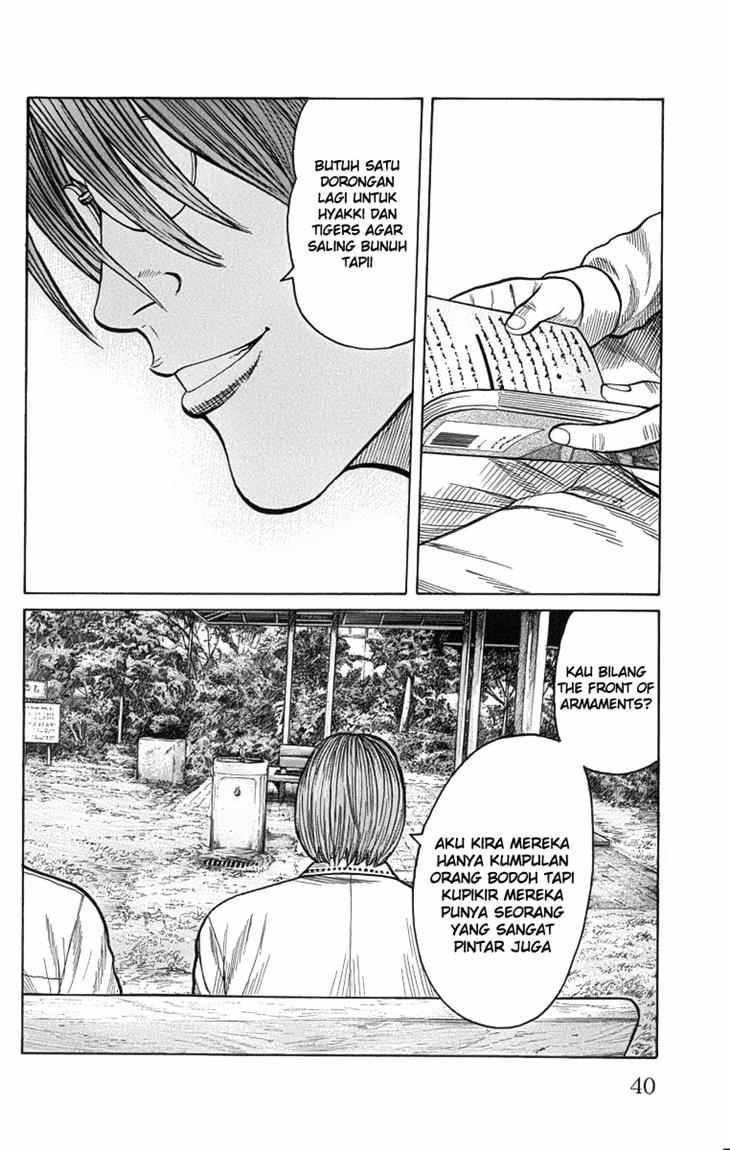 BUTUH SATU
DORONGAN
LAGI UNTUK
HYAKKI DAN
TIGERS AGAR
SALING BUNUH
TAPII
KAU BILANG
THE FRONT OF
ARMAMENTS?
AKU KIRA MEREKA
HANYA KUMPULAN
ORANG BODOH TAPI
KUPIKIR MEREKA
PUNYA SEORANG
YANG SANGAT
PINTAR JUGA
40